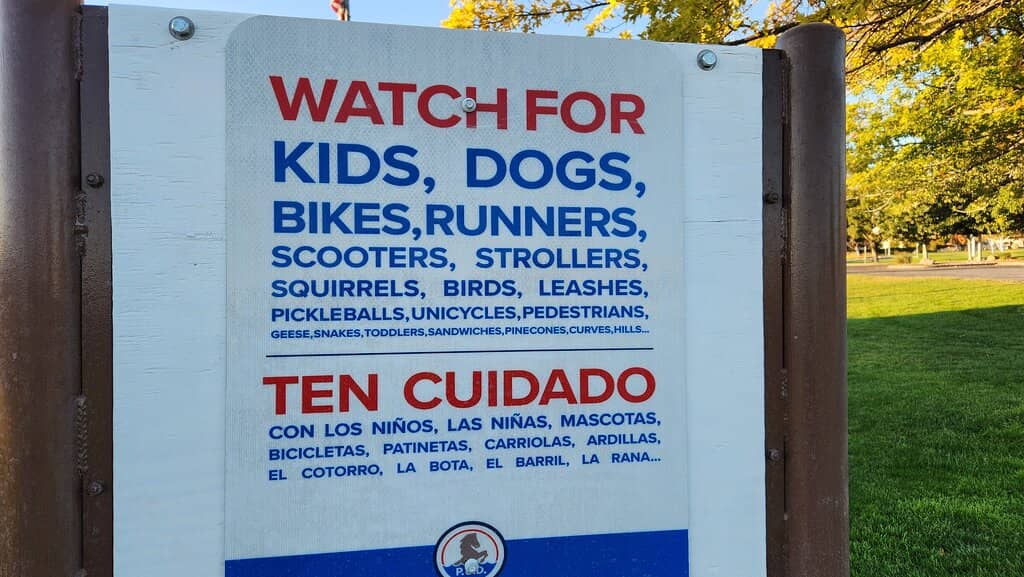 WATCH FOR
KIDS, DOGS,
BIKES,RUNNERS,
SCOOTERS, STROLLERS,
SQUIRRELS, BIRDS, LEASHES,
PICKLEBALLS,UNICYCLES,PEDESTRIANS,
GEESE,SNAKES,TODDLERS,SANDWICHES,PINECONES,CURVES,HILLS...
TEN CUIDADO
CON LOS NIÑOS, LAS NIÑAS, MASCOTAS,
BICICLETAS, PATINETAS, CARRIOLAS, ARDILLAS,
EL COTORRO, LA BOTA, EL BARRIL, LA RANA...